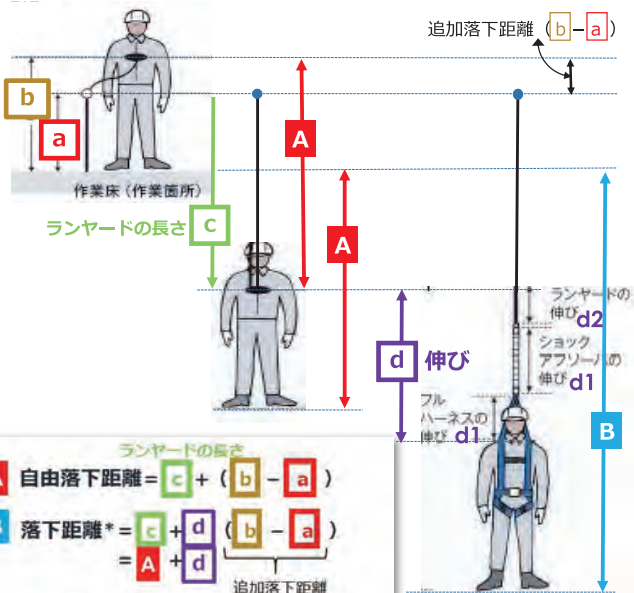 追加落下距離 (b－a)
b
a
A
作業床(作業箇所)
ランヤードの長さ c
A
ランヤードの
伸び d2
d 伸び
ショック
アブソーバの
伸び d1
フル
ハーネスの
伸び d1
B
ランヤードの長さ
A 自由落下距離= c + ( b － a )
B 落下距離*= c + d ( b － a )
= A + d
追加落下距離